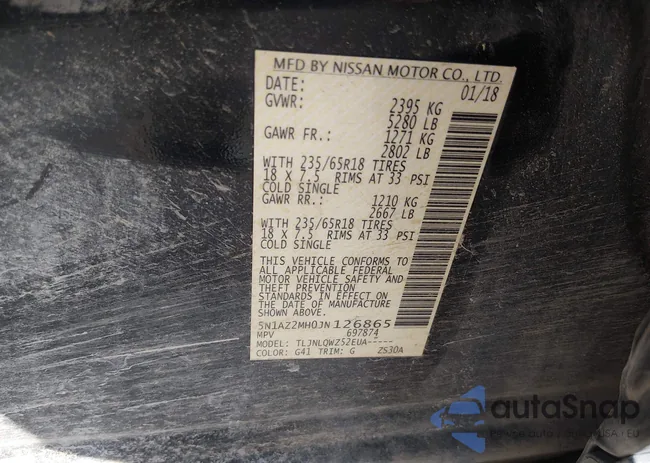 MFD BY NISSAN MOTOR CO., LTD.
DATE: 01/18
GVWR: 2395 KG
5280 LB
GAWR FR.: 1271 KG
2802 LB
WITH 235/65R18 TIRES
18 X 7.5 RIMS AT 33 PSI
COLD SINGLE
GAWR RR.: 1210 KG
2667 LB
WITH 235/65R18 TIRES
18 X 7.5 RIMS AT 33 PSI
COLD SINGLE
THIS VEHICLE CONFORMS TO
ALL APPLICABLE FEDERAL
MOTOR VEHICLE SAFETY AND
THEFT PREVENTION
STANDARDS IN EFFECT ON
THE DATE OF MANUFACTURE
SHOWN ABOVE.
5N1AZ2MH0JN126865
MPV 697874
MODEL: TLJNLQWZ52EUA-----
COLOR: G41 TRIM: G ZS30A
autoSnap